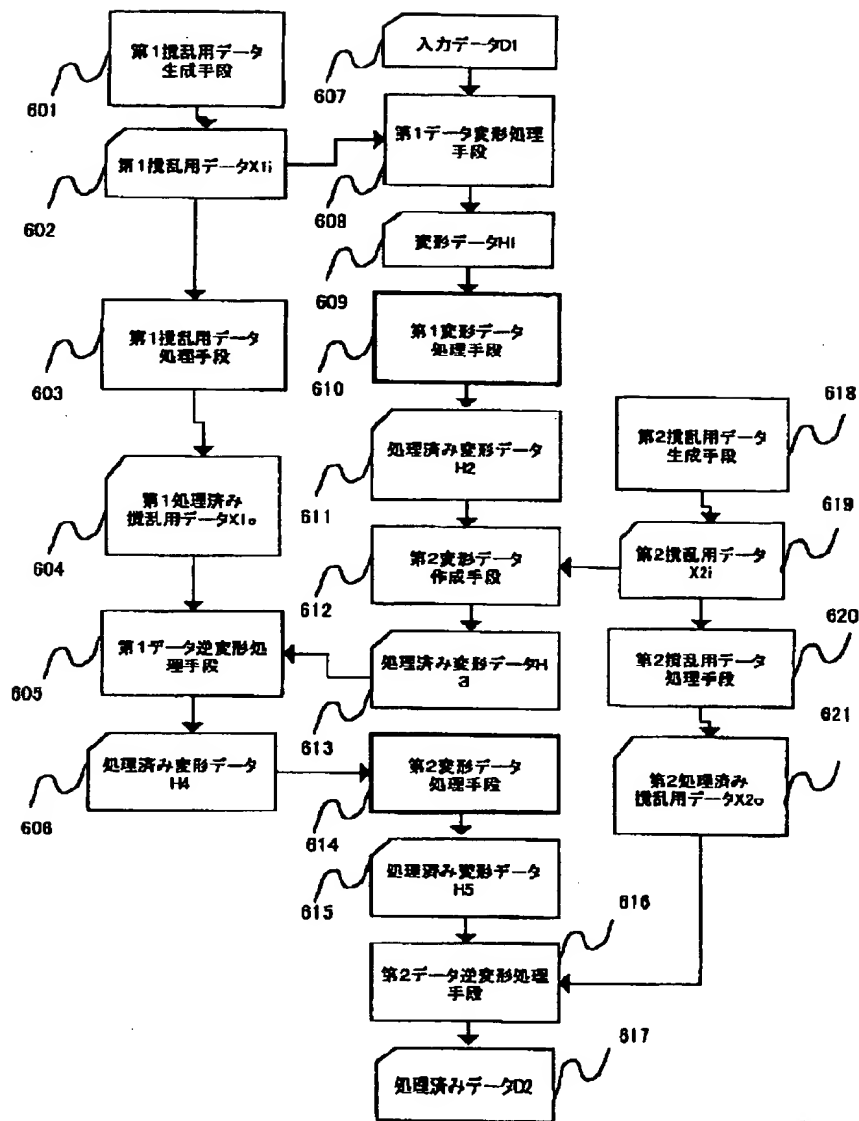 第1攪乱用データ
生成手段
601
第1攪乱用データX1i
602
第1攪乱用データ
処理手段
603
第1処理済み
攪乱用データX1o
604
第1データ逆変形処
理手段
605
処理済み変形データ
H4
606
入力データD1
607
第1データ変形処理
手段
608
変形データH1
609
第1変形データ
処理手段
610
処理済み変形データ
H2
611
第2変形データ
作成手段
612
処理済み変形データH
3
613
第2変形データ
処理手段
614
処理済み変形データ
H5
615
第2データ逆変形処理
手段
616
処理済みデータD2
617
第2攪乱用データ
生成手段
618
第2攪乱用データ
X2i
619
第2攪乱用データ
処理手段
620
第2処理済み
攪乱用データX2o
621